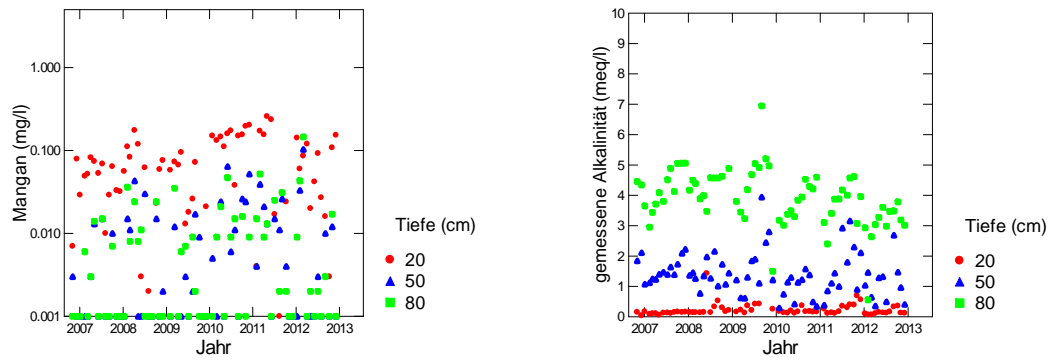 Mangan (mg/l)
1.000
0.100
0.010
0.001
2007 2008 2009 2010 2011 2012 2013
Jahr
Tiefe (cm)
20
50
80
gemessene Alkalinität (meq/l)
10
9
8
7
6
5
4
3
2
1
0
2007 2008 2009 2010 2011 2012 2013
Jahr
Tiefe (cm)
20
50
80